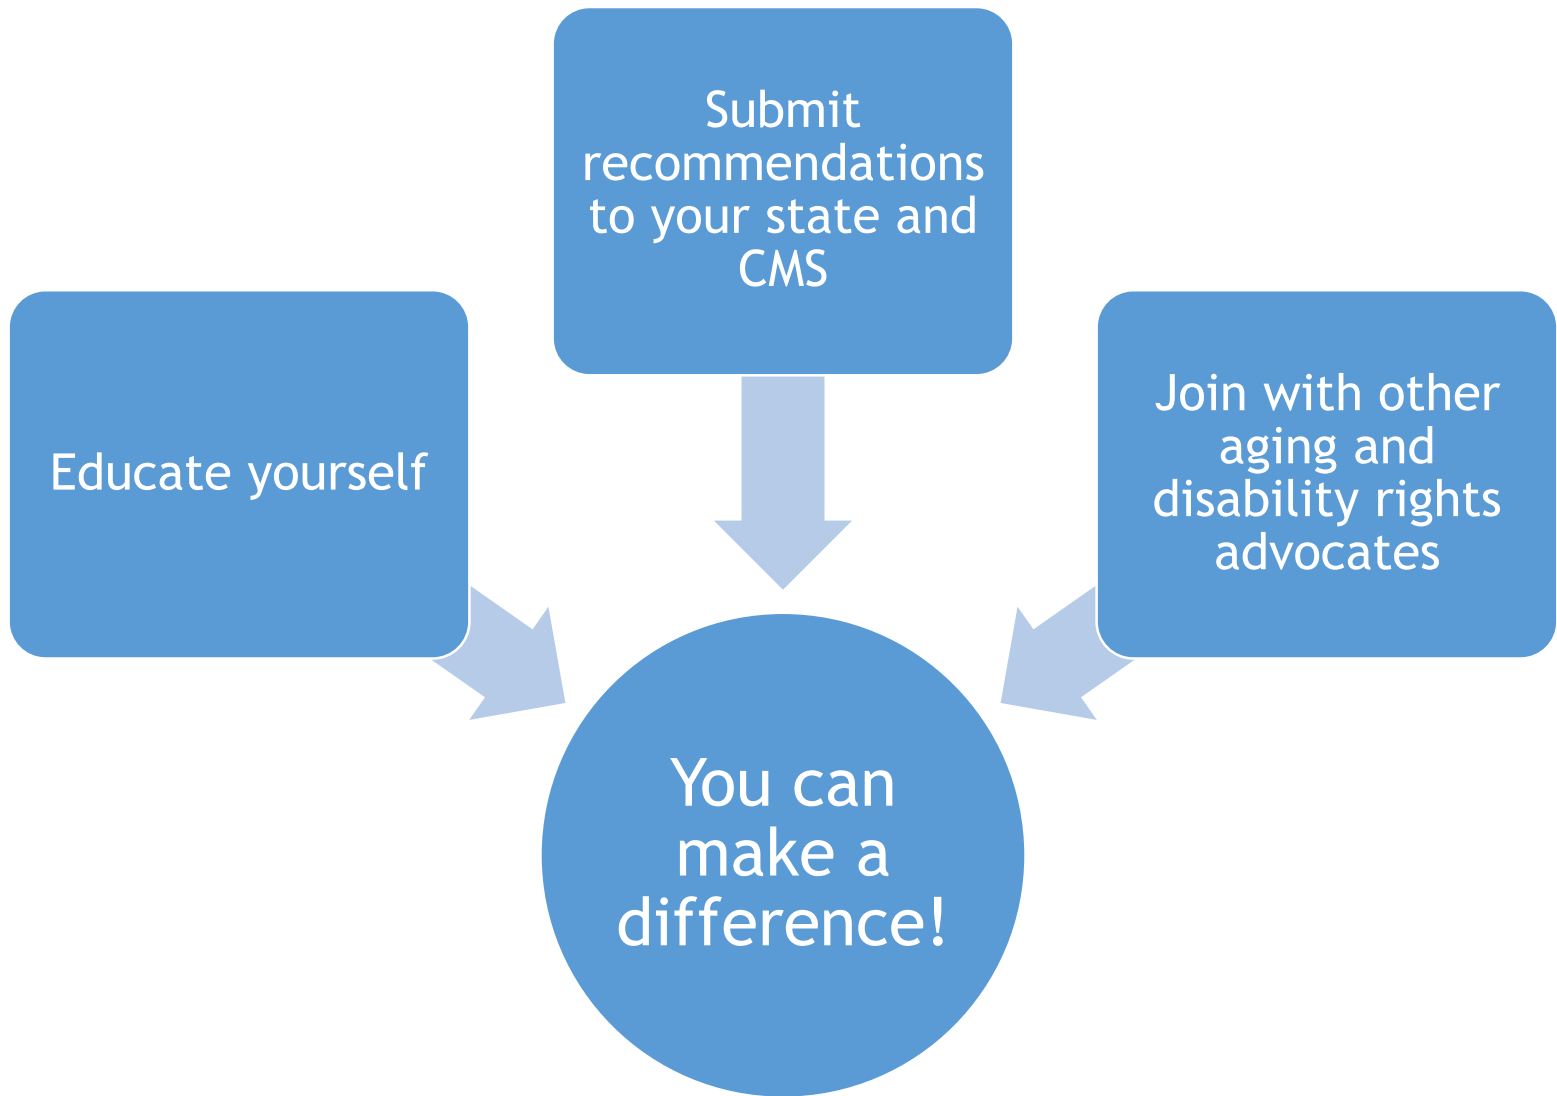 Educate yourself
Submit
recommendations
to your state and
CMS
Join with other
aging and
disability rights
advocates
You can
make a
difference!